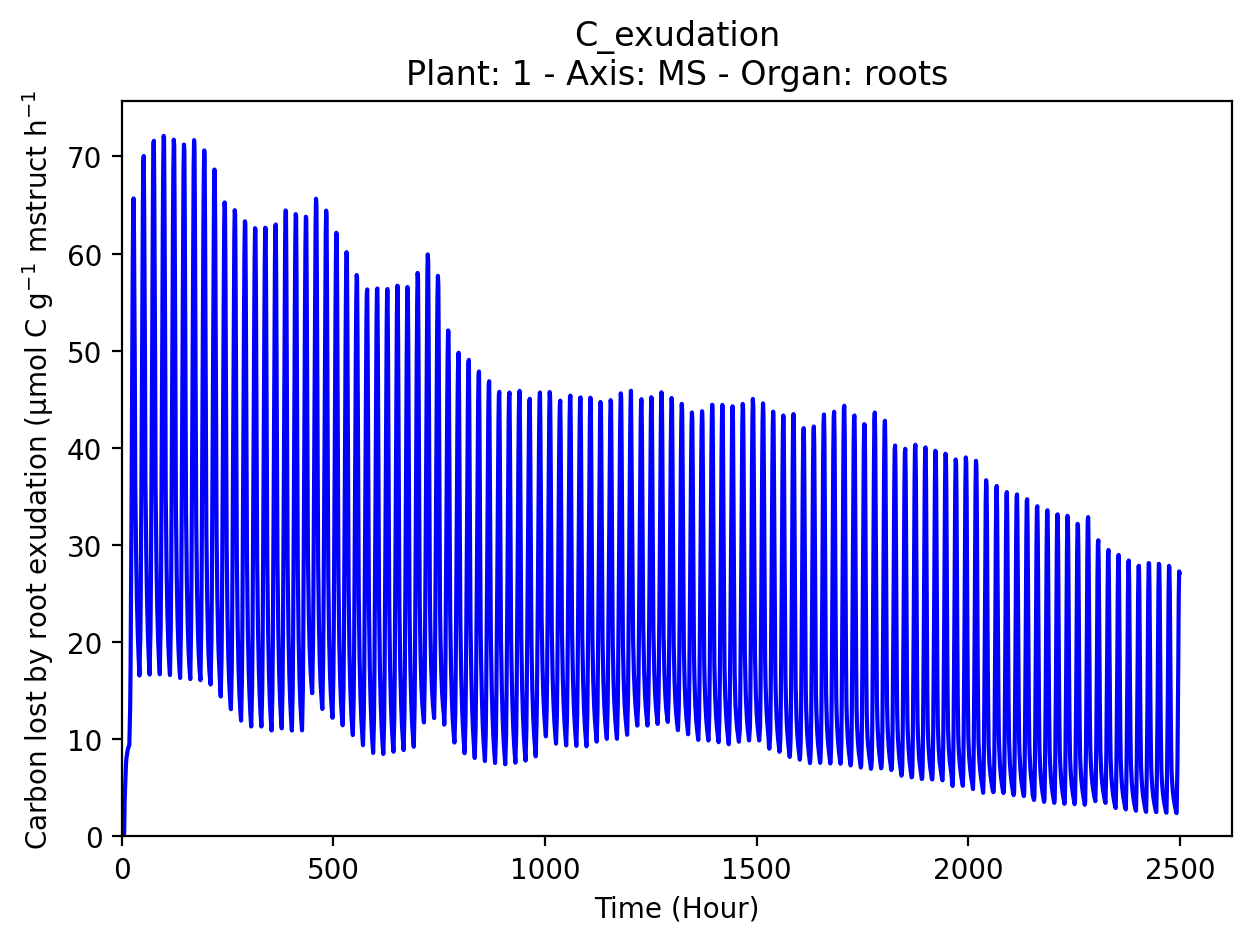 C_exudation
Plant: 1 - Axis: MS - Organ: roots
Carbon lost by root exudation (µmol C g⁻¹ mstruct h⁻¹
70
60
50
40
30
20
10
0
0 500 1000 1500 2000 2500
Time (Hour)